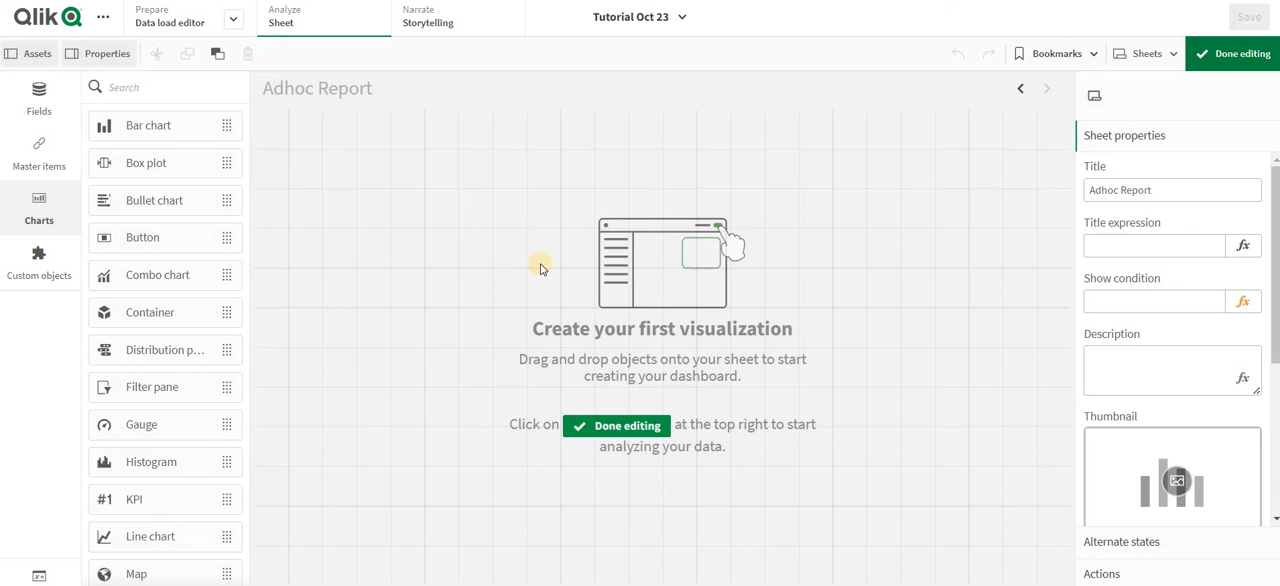 Qlik
Prepare
Data load editor
Analyze
Sheet
Narrate
Storytelling
Tutorial Oct 23
Save
Assets
Properties
Bookmarks
Sheets
Done editing
Fields
Master items
Charts
Custom objects
Search
Bar chart
Box plot
Bullet chart
Button
Combo chart
Container
Distribution p...
Filter pane
Gauge
Histogram
#1 KPI
Line chart
Map
Adhoc Report
Create your first visualization
Drag and drop objects onto your sheet to start
creating your dashboard.
Click on Done editing at the top right to start
analyzing your data.
Sheet properties
Title
Adhoc Report
Title expression
fx
Show condition
fx
Description
fx
Thumbnail
Alternate states
Actions